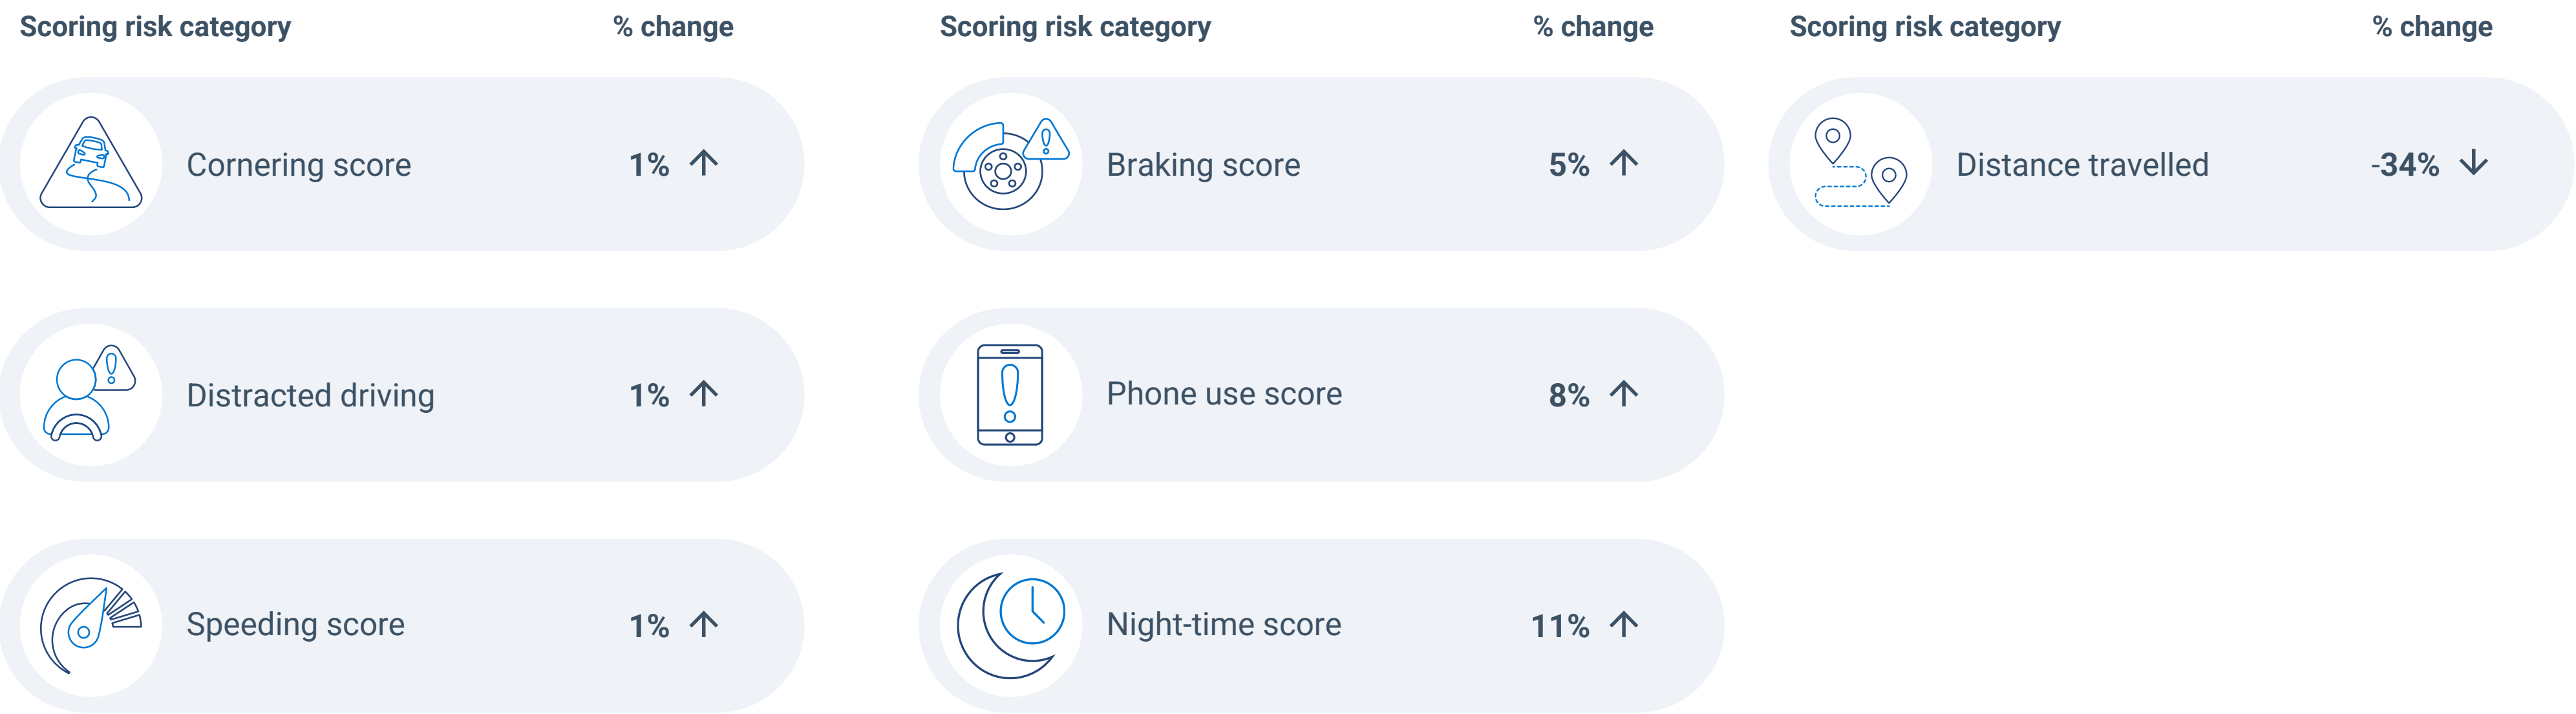 Scoring risk category % change
Cornering score 1%
Distracted driving 1%
Speeding score 1%
Scoring risk category % change
Braking score 5%
Phone use score 8%
Night-time score 11%
Scoring risk category % change
Distance travelled -34%